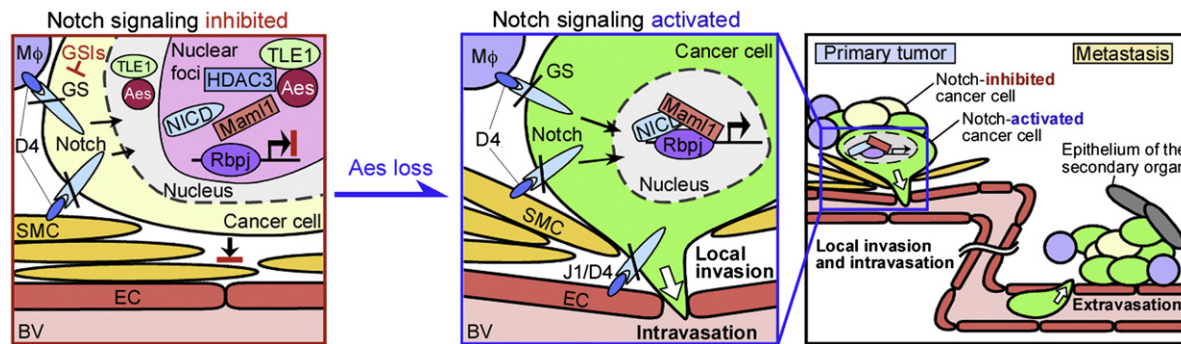 Notch signaling inhibited
Mφ
GSIs
GS
D4
Notch
TLE1
Aes
Nuclear
foci
TLE1
HDAC3
Aes
NICD
Maml1
Rbpj
Nucleus
Cancer cell
SMC
EC
BV
Aes loss
Notch signaling activated
Mφ
GS
D4
Notch
Cancer cell
NICD
Maml1
Rbpj
Nucleus
SMC
J1/D4
Local
invasion
EC
BV
Intravasation
Primary tumor
Metastasis
Notch-inhibited
cancer cell
Notch-activated
cancer cell
Epithelium of the
secondary organ
Local invasion
and intravasation
Extravasation